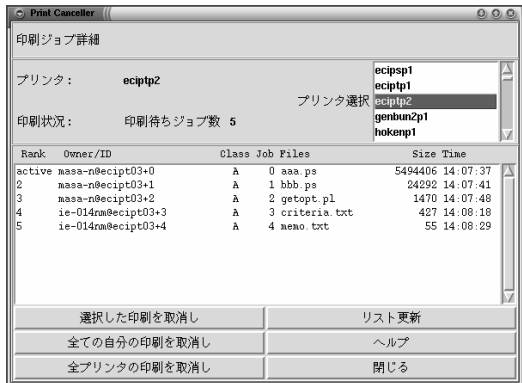 Print Canceller
印刷ジョブ詳細
プリンタ： eciptp2
プリンタ選択
ecipsp1
eciptp1
eciptp2
genbun2p1
hokenp1
印刷状況： 印刷待ちジョブ数 5
Rank Owner/ID Class Job Files Size Time
active masa-n@ecipt03+0 A 0 aaa.ps 5494406 14:07:37
2 masa-n@ecipt03+1 A 1 bbb.ps 24292 14:07:41
3 masa-n@ecipt03+2 A 2 getopt.pl 1470 14:07:48
4 ie-014nm@ecipt03+3 A 3 criteria.txt 427 14:08:18
5 ie-014nm@ecipt03+4 A 4 memo.txt 55 14:08:29
選択した印刷を取消し リスト更新
全ての自分の印刷を取消し ヘルプ
全プリンタの印刷を取消し 閉じる